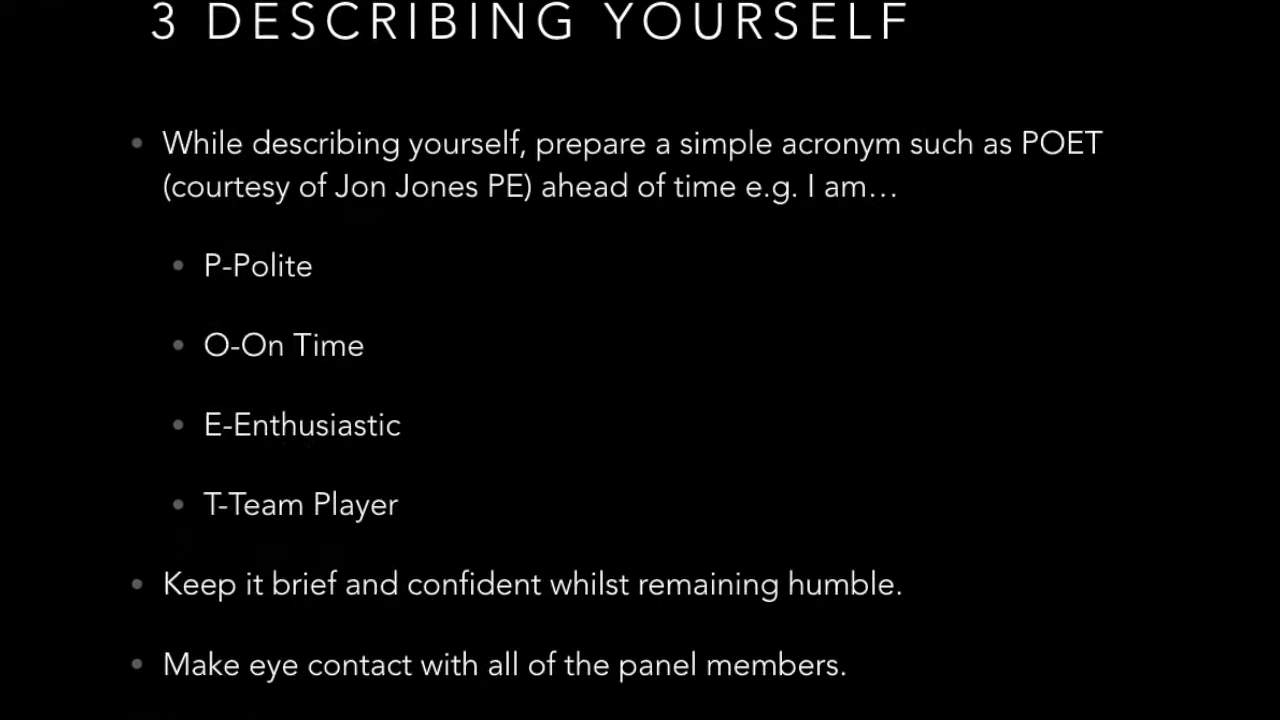 3 DESCRIBING YOURSELF
• While describing yourself, prepare a simple acronym such as POET
(courtesy of Jon Jones PE) ahead of time e.g. I am…
• P-Polite
• O-On Time
• E-Enthusiastic
• T-Team Player
• Keep it brief and confident whilst remaining humble.
• Make eye contact with all of the panel members.